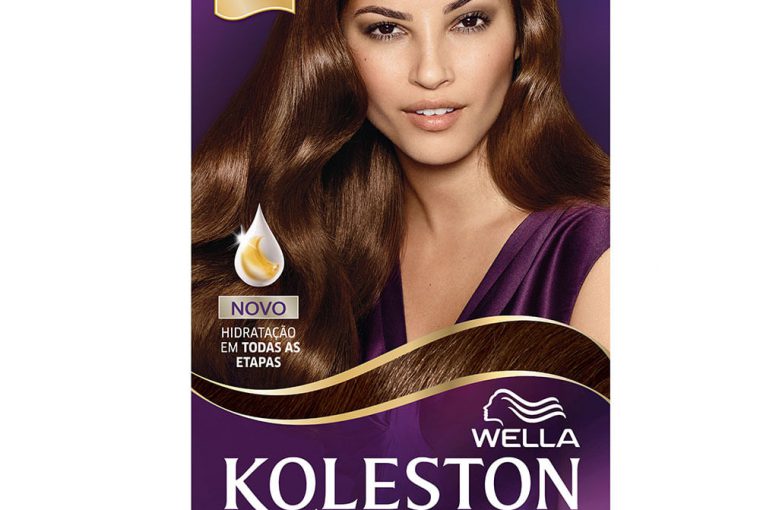 NOVO
HIDRATAÇÃO
EM TODAS AS
ETAPAS
WELLA
KOLESTON